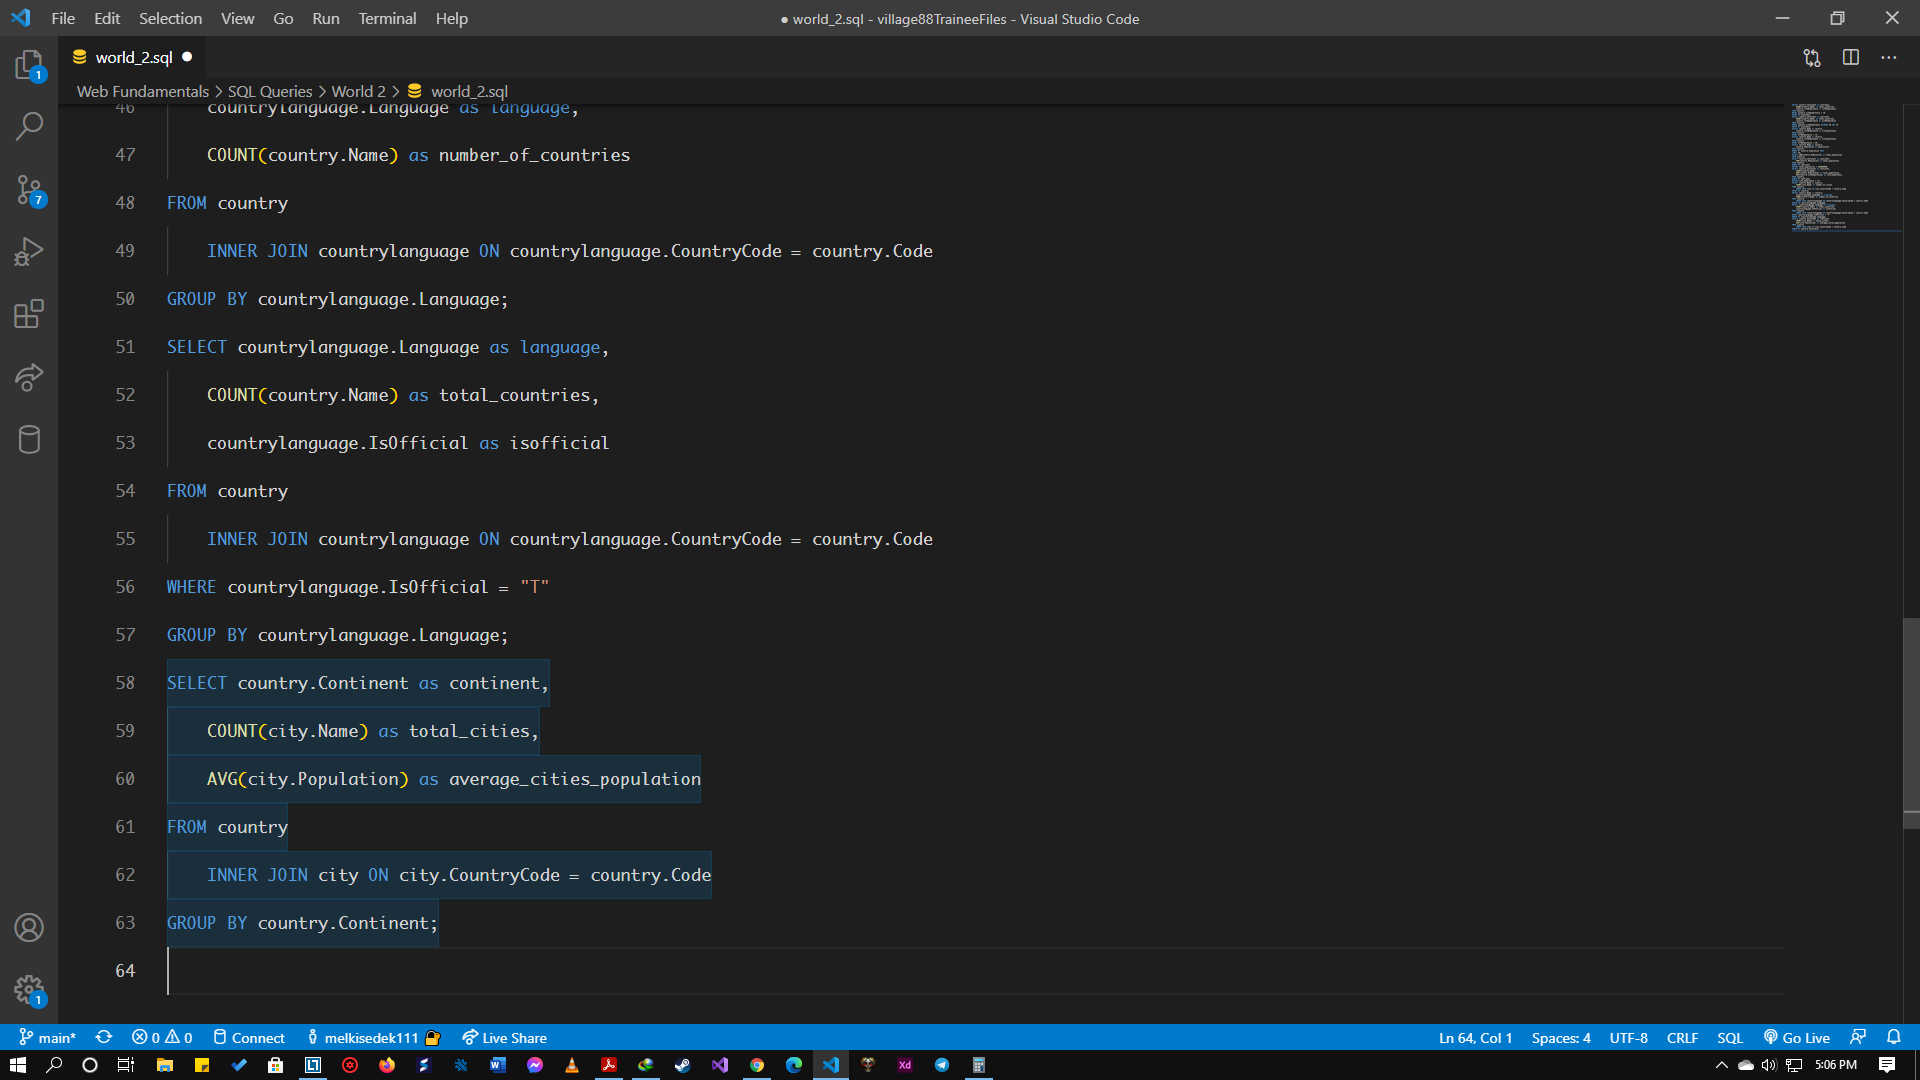 File Edit Selection View Go Run Terminal Help
● world_2.sql - village88TraineeFiles - Visual Studio Code
world_2.sql ●
Web Fundamentals > SQL Queries > World 2 > world_2.sql
46 countrylanguage.Language as language,
47 COUNT(country.Name) as number_of_countries
48 FROM country
49 INNER JOIN countrylanguage ON countrylanguage.CountryCode = country.Code
50 GROUP BY countrylanguage.Language;
51 SELECT countrylanguage.Language as language,
52 COUNT(country.Name) as total_countries,
53 countrylanguage.IsOfficial as isofficial
54 FROM country
55 INNER JOIN countrylanguage ON countrylanguage.CountryCode = country.Code
56 WHERE countrylanguage.IsOfficial = "T"
57 GROUP BY countrylanguage.Language;
58 SELECT country.Continent as continent,
59 COUNT(city.Name) as total_cities,
60 AVG(city.Population) as average_cities_population
61 FROM country
62 INNER JOIN city ON city.CountryCode = country.Code
63 GROUP BY country.Continent;
64
1
7
1
main* 0 0 Connect melkisedek111 Live Share Ln 64, Col 1 Spaces: 4 UTF-8 CRLF SQL Go Live
5:06 PM